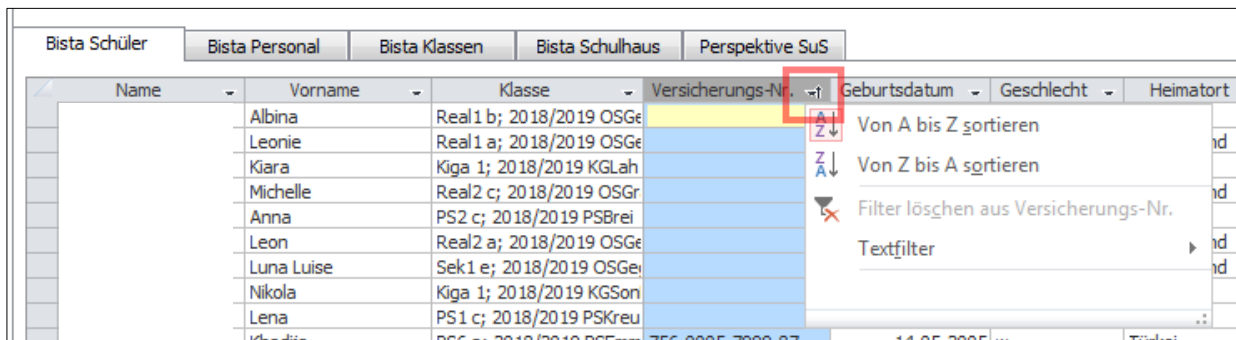 Bista Schüler Bista Personal Bista Klassen Bista Schulhaus Perspektive SuS
Name Vorname Klasse Versicherungs-Nr. Geburtsdatum Geschlecht Heimatort
Albina Real1 b; 2018/2019 OSGe
Von A bis Z sortieren
Leonie Real1 a; 2018/2019 OSGe nd
Kiara Kiga 1; 2018/2019 KGLah
Von Z bis A sortieren
Michelle Real2 c; 2018/2019 OSGr nd
Anna PS2 c; 2018/2019 PSBrei
Filter löschen aus Versicherungs-Nr.
Leon Real2 a; 2018/2019 OSGe nd
Textfilter
Luna Luise Sek1 e; 2018/2019 OSGe nd
Nikola Kiga 1; 2018/2019 KGSon
Lena PS1 c; 2018/2019 PSKreu